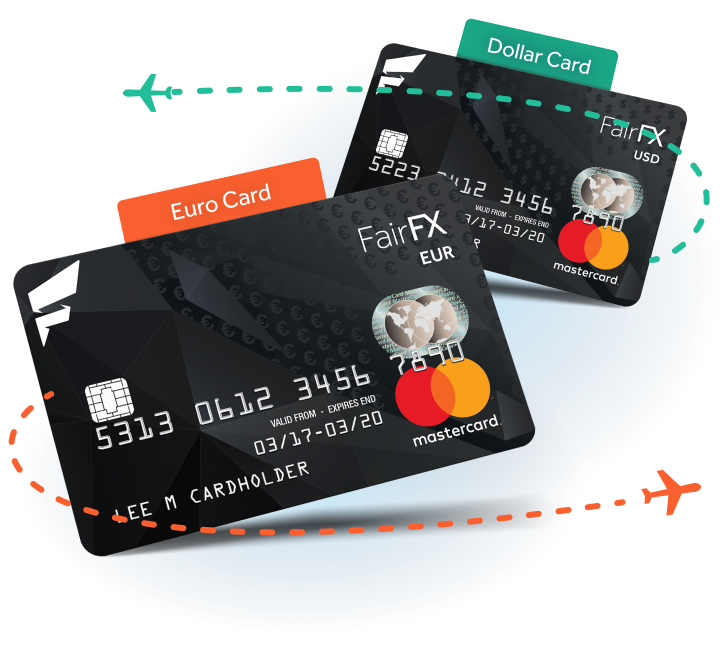 Dollar Card
FairFX
USD
5223 0412 3456 7890
VALID FROM - EXPIRES END
03/17-03/20
mastercard
Euro Card
FairFX
EUR
5313 0612 3456 7890
VALID FROM - EXPIRES END
03/17-03/20
LEE M CARDHOLDER
mastercard